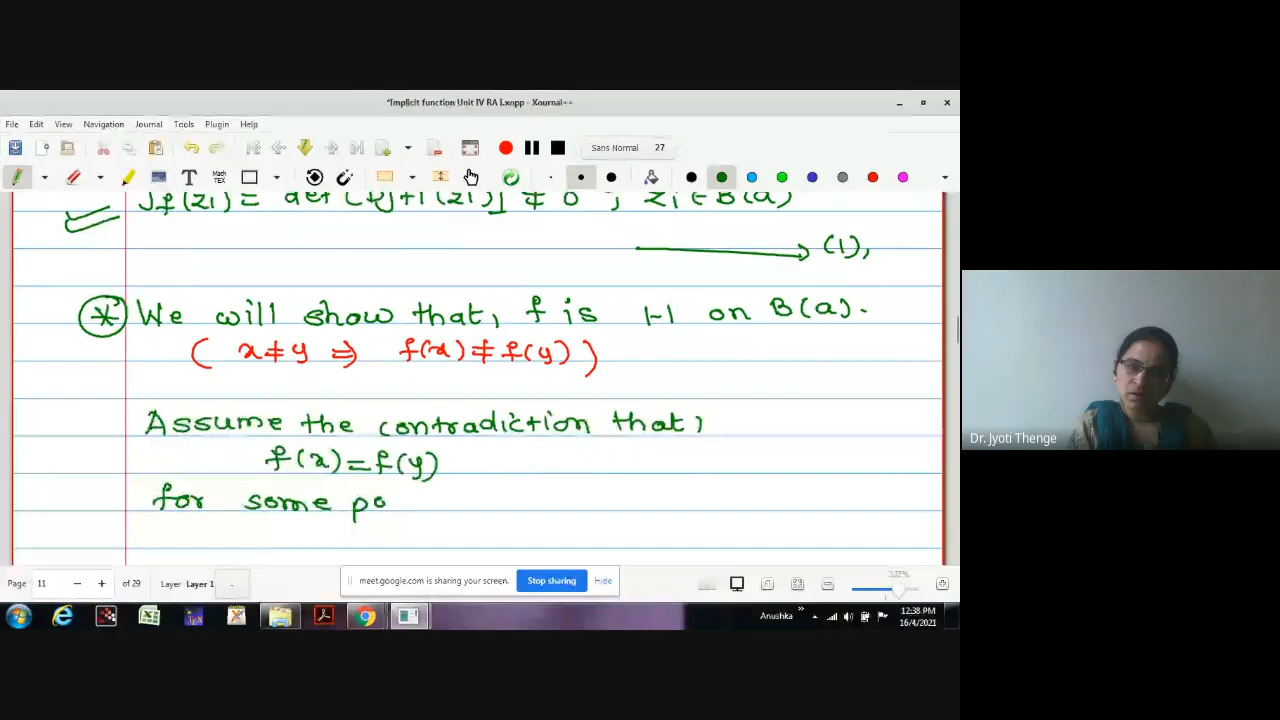 *Implicit function Unit IV RA I.xopp - Xournal++
File Edit View Navigation Journal Tools Plugin Help
Sans Normal 27
→ (1),
* We will show that, f is 1-1 on B(a).
( x ≠ y ⇒ f(x) ≠ f(y) )
Assume the contradiction that,
f(x) = f(y)
for some po
Dr. Jyoti Thenge
Page 11 of 29 Layer Layer 1
meet.google.com is sharing your screen. Stop sharing Hide
Anushka
12:38 PM
16/4/2021